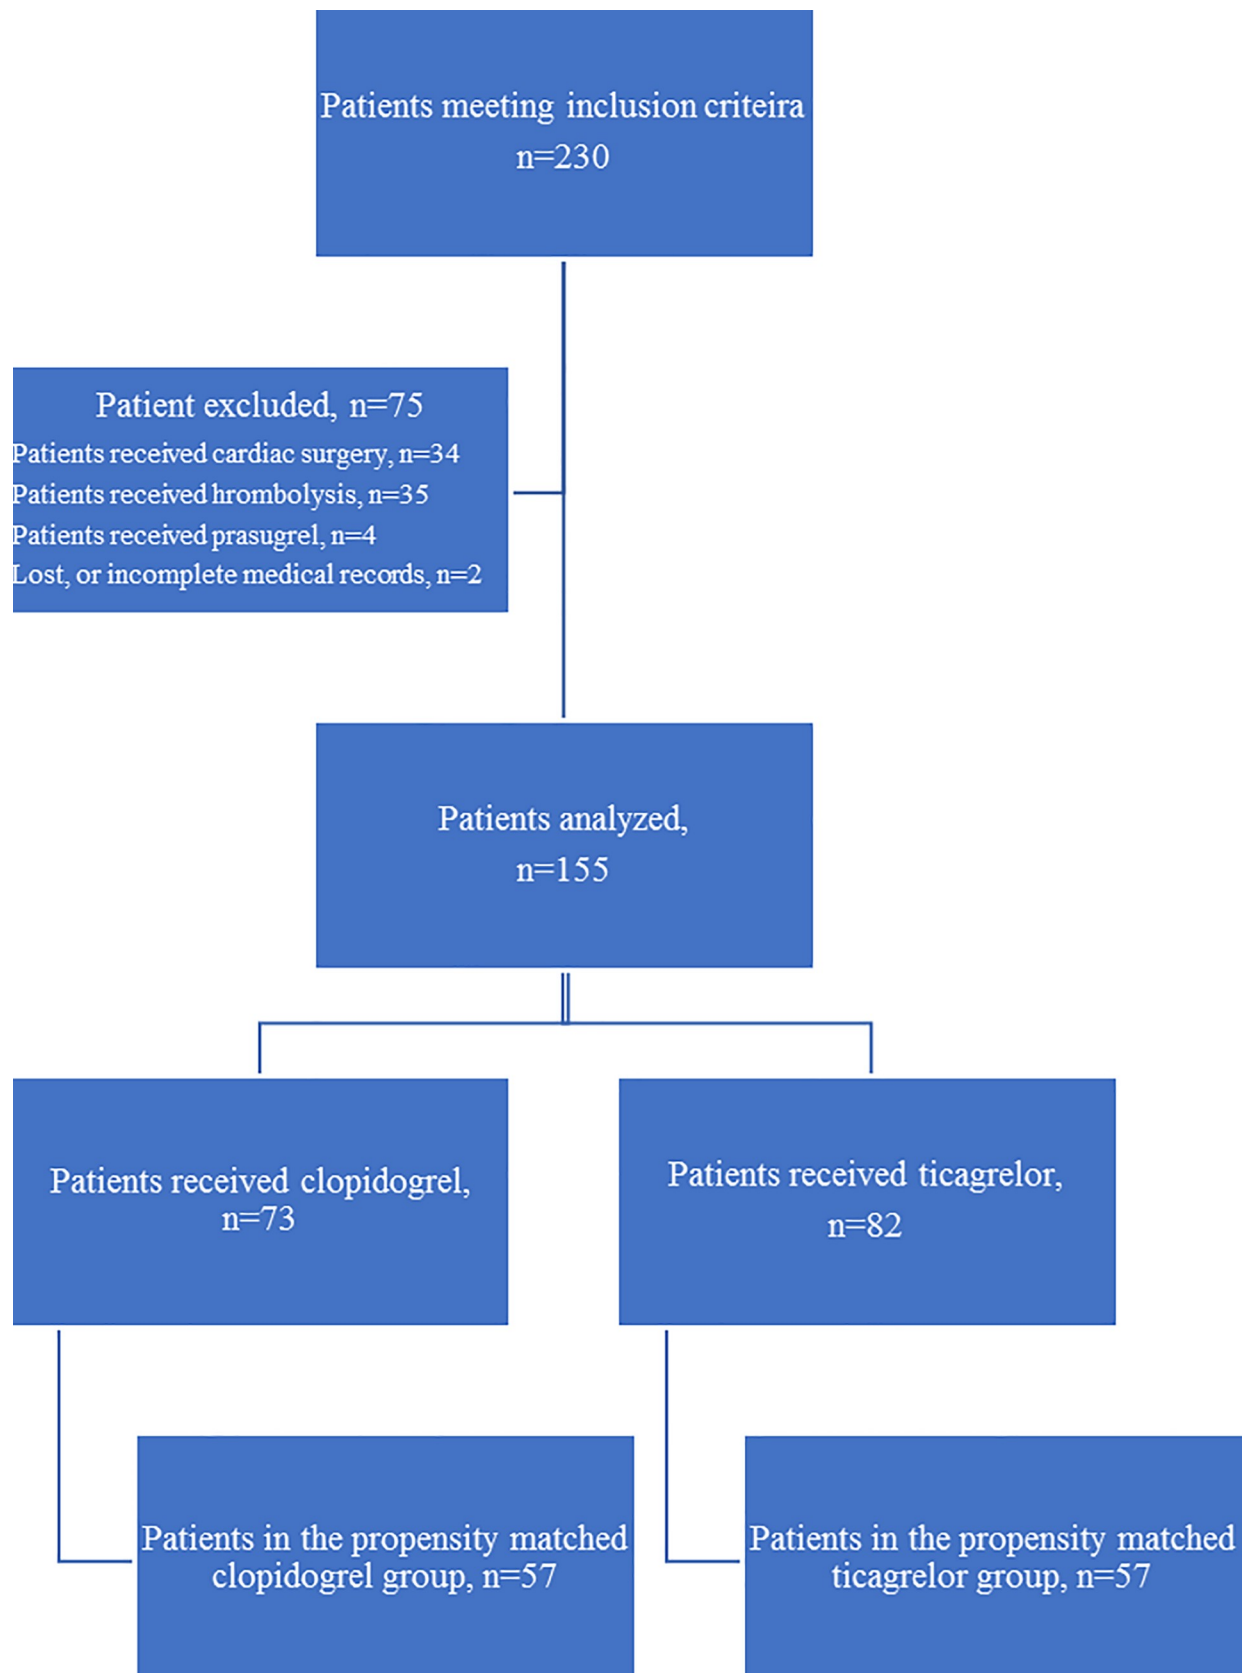 Patients meeting inclusion criteira
n=230
Patient excluded, n=75
Patients received cardiac surgery, n=34
Patients received hrombolysis, n=35
Patients received prasugrel, n=4
Lost, or incomplete medical records, n=2
Patients analyzed,
n=155
Patients received clopidogrel,
n=73
Patients received ticagrelor,
n=82
Patients in the propensity matched
clopidogrel group, n=57
Patients in the propensity matched
ticagrelor group, n=57